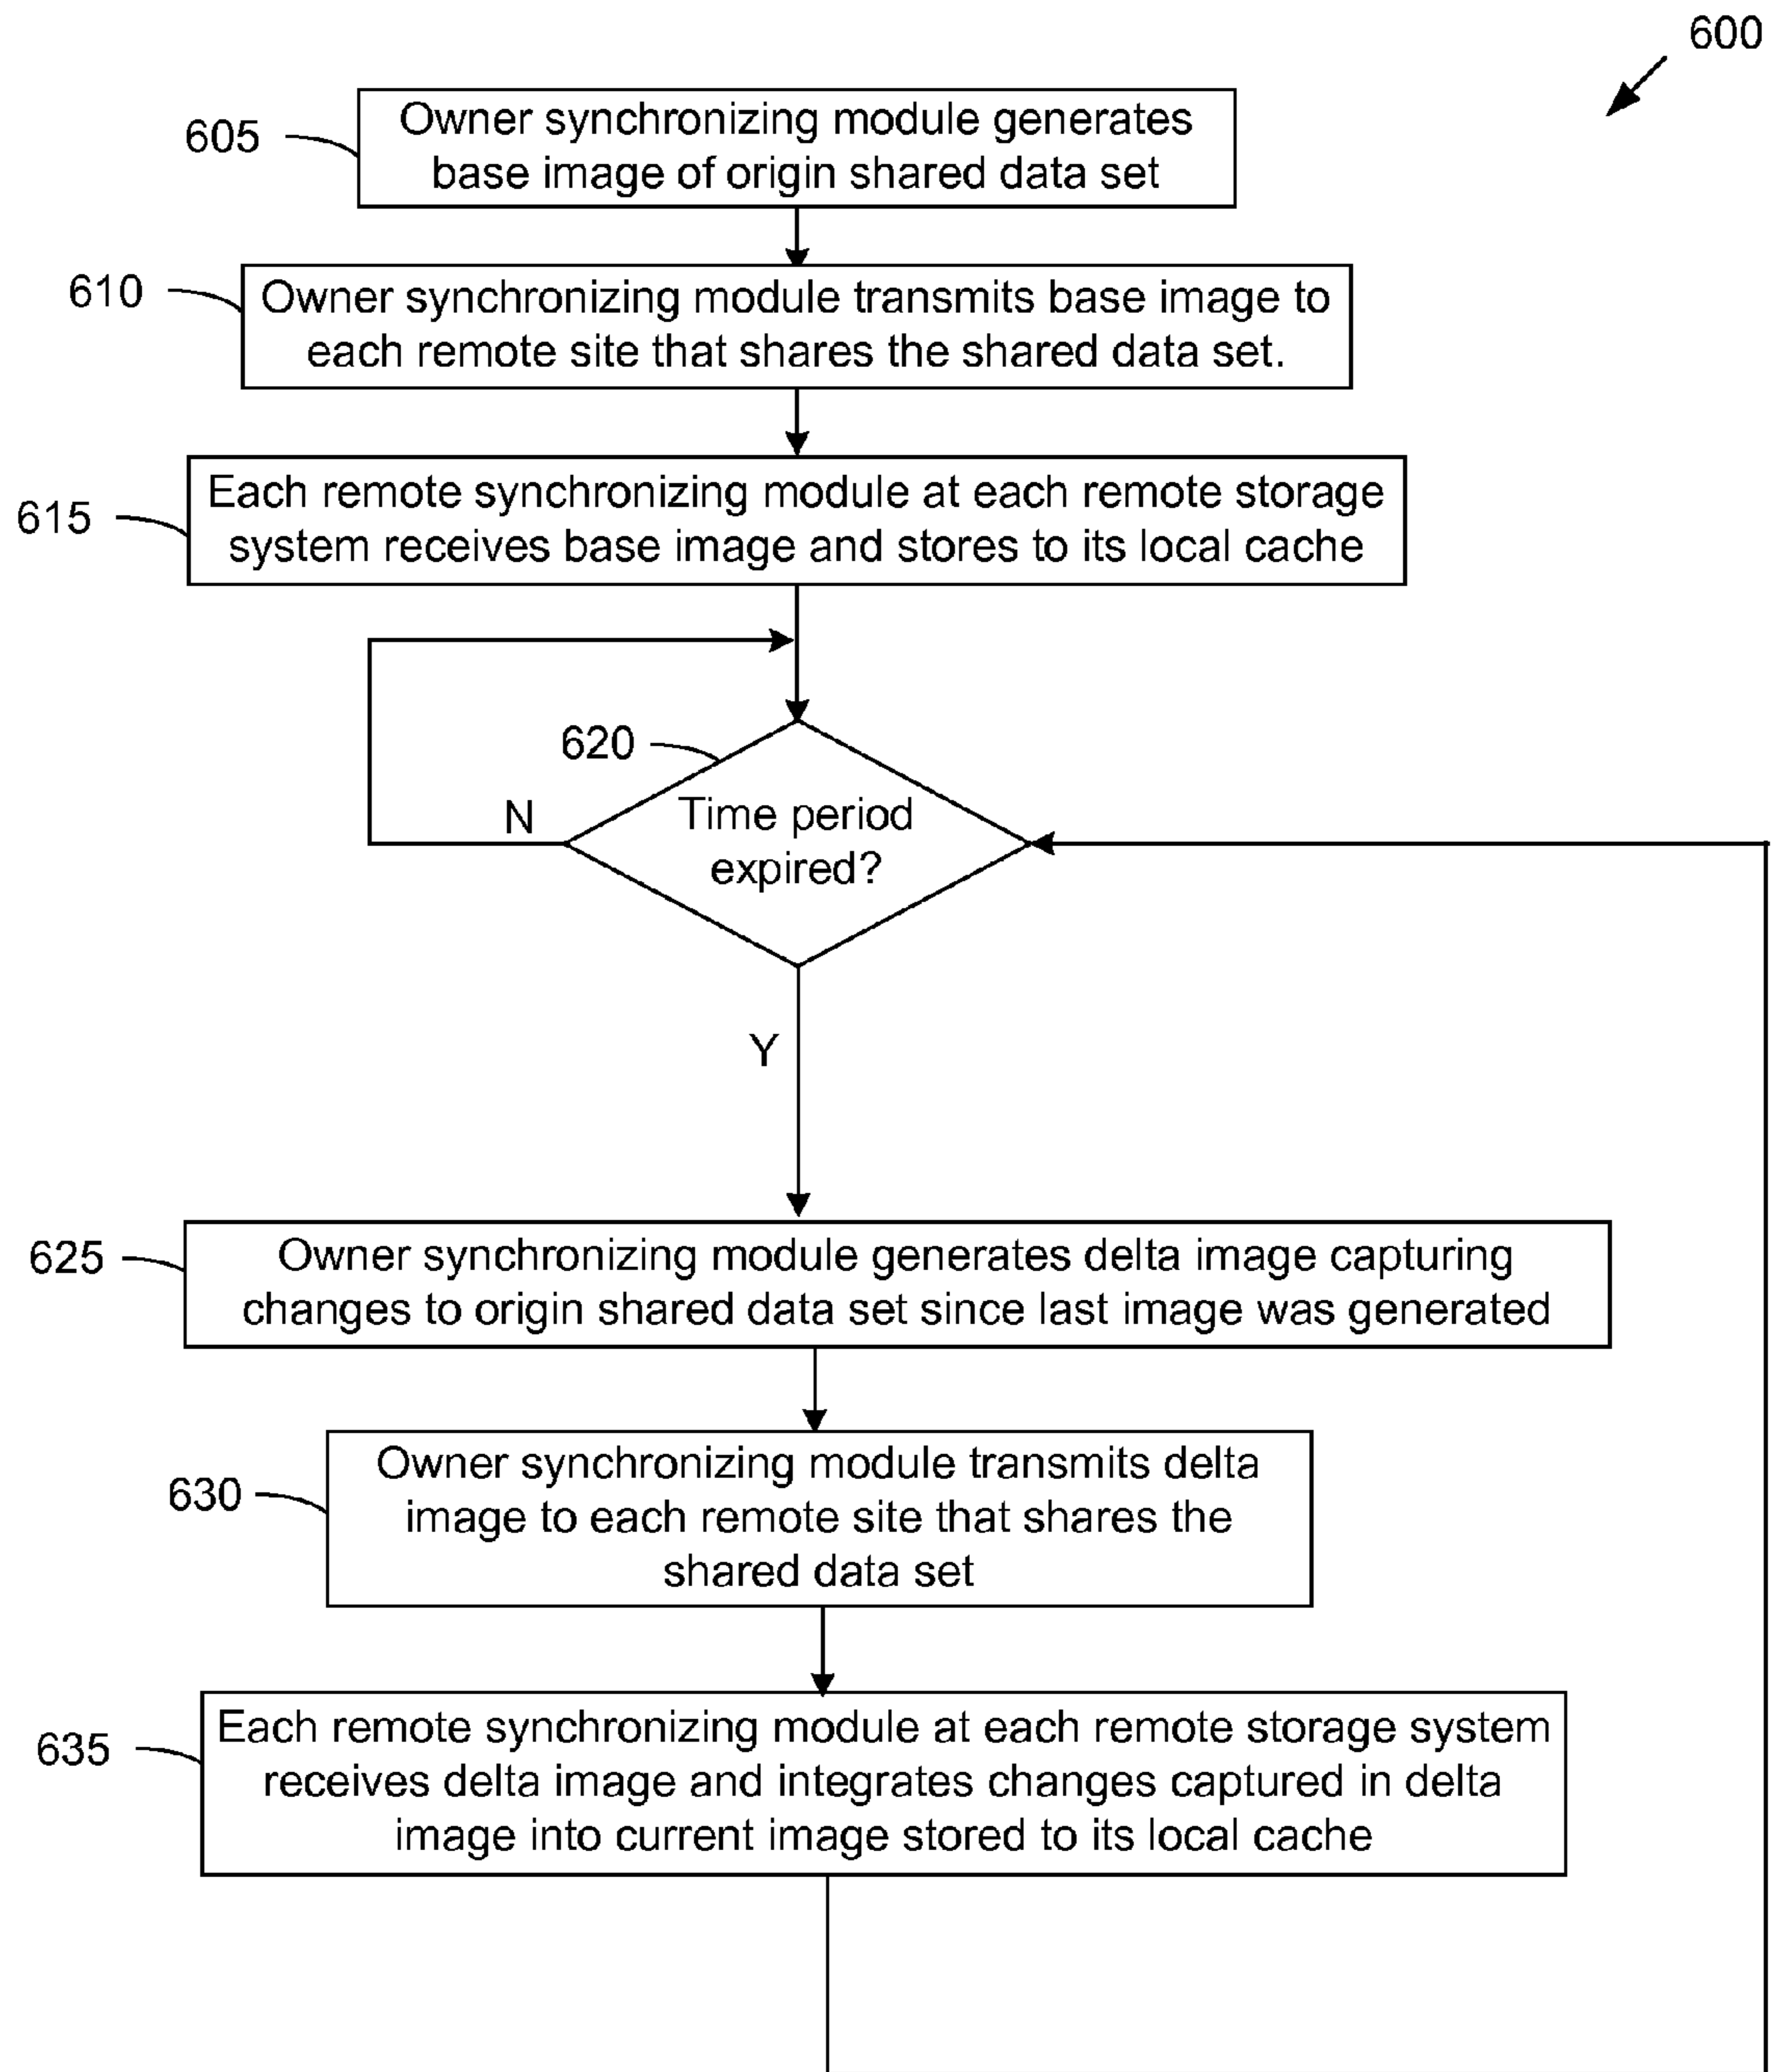 600
605
Owner synchronizing module generates
base image of origin shared data set
610
Owner synchronizing module transmits base image to
each remote site that shares the shared data set.
615
Each remote synchronizing module at each remote storage
system receives base image and stores to its local cache
620
N
Time period
expired?
Y
625
Owner synchronizing module generates delta image capturing
changes to origin shared data set since last image was generated
630
Owner synchronizing module transmits delta
image to each remote site that shares the
shared data set
635
Each remote synchronizing module at each remote storage system
receives delta image and integrates changes captured in delta
image into current image stored to its local cache